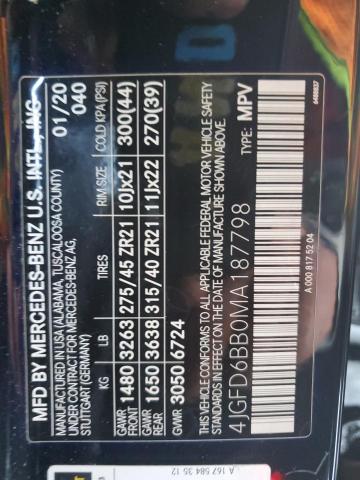 MFD BY MERCEDES-BENZ U.S. INTL., INC.
MANUFACTURED IN USA (ALABAMA, TUSCALOOSA COUNTY) 01/20
UNDER CONTRACT FOR MERCEDES-BENZ AG, 040
STUTTGART (GERMANY)
KG LB TIRES RIM SIZE COLD KPA(PSI)
GAWR FRONT 1480 3263 275/45 ZR21 10Jx21 300(44)
GAWR REAR 1650 3638 315/40 ZR21 11Jx22 270(39)
GVWR 3050 6724
THIS VEHICLE CONFORMS TO ALL APPLICABLE FEDERAL MOTOR VEHICLE SAFETY
STANDARDS IN EFFECT ON THE DATE OF MANUFACTURE SHOWN ABOVE.
4JGFD6BB0MA187798 TYPE: MPV
A 000 817 52 04
6488837
A 167 584 35 12